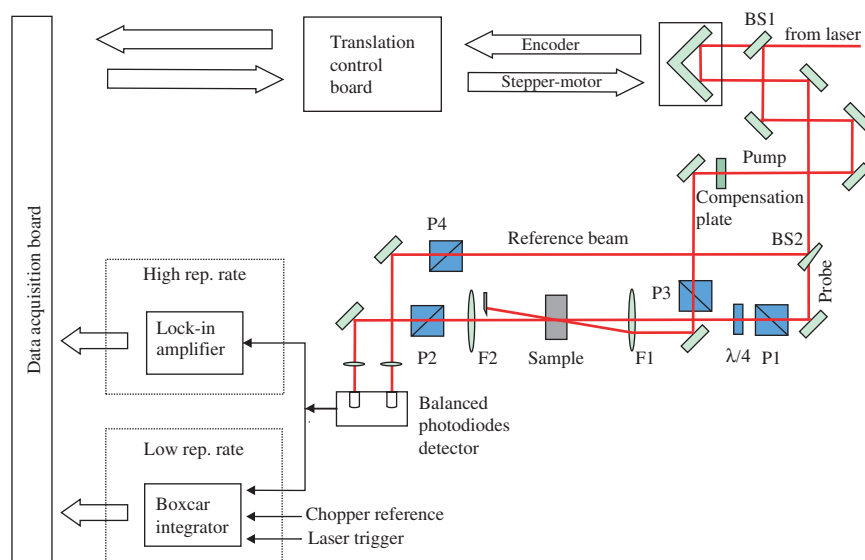 BS1
from laser
Translation
control
board
Encoder
Stepper-motor
Pump
Compensation
plate
P4
Reference beam
BS2
High rep. rate
Lock-in
amplifier
P3
Probe
P2
F2
Sample
F1
λ/4
P1
Data acquisition board
Balanced
photodiodes
detector
Low rep. rate
Boxcar
integrator
Chopper reference
Laser trigger